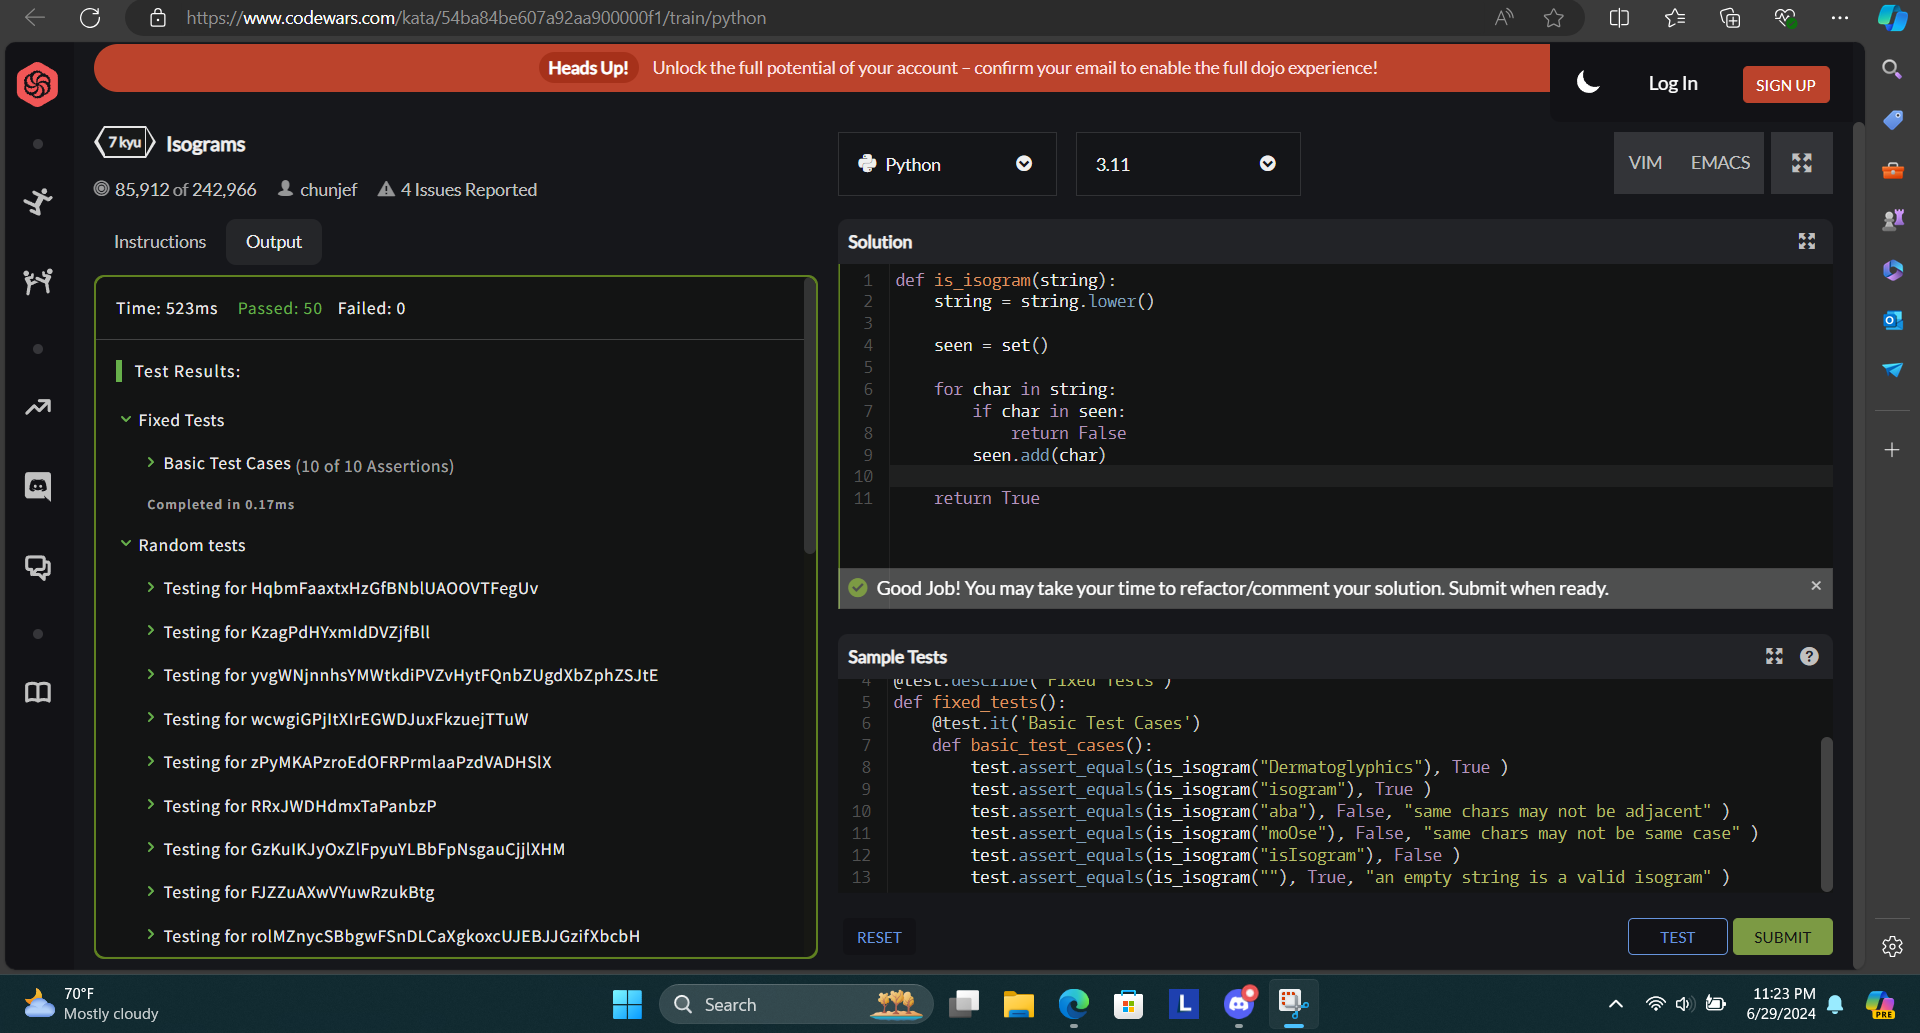 https://www.codewars.com/kata/54ba84be607a92aa900000f1/train/python
Heads Up! Unlock the full potential of your account – confirm your email to enable the full dojo experience!
Log In
SIGN UP
7 kyu Isograms
85,912 of 242,966 chunjef 4 Issues Reported
Python
3.11
VIM EMACS
Instructions Output
Time: 523ms Passed: 50 Failed: 0
Test Results:
Fixed Tests
Basic Test Cases (10 of 10 Assertions)
Completed in 0.17ms
Random tests
Testing for HqbmFaaxtxHzGfBNblUAOOVTFegUv
Testing for KzagPdHYxmIdDVZjfBll
Testing for yvgWNjnnhsYMWtkdiPVZvHytFQnbZUgdXbZphZSJtE
Testing for wcwgiGPjItXIrEGWDJuxFkzuejTTuW
Testing for zPyMKAPzroEdOFRPrmlaaPzdVADHSlX
Testing for RRxJWDHdmxTaPanbzP
Testing for GzKuIKJyOxZlFpyuYLBbFpNsgauCjjlXHM
Testing for FJZZuAXwVYuwRzukBtg
Testing for rolMZnycSBbgwFSnDLCaXgkoxcUJEBJJGzifXbcbH
Solution
1 def is_isogram(string):
2 string = string.lower()
3
4 seen = set()
5
6 for char in string:
7 if char in seen:
8 return False
9 seen.add(char)
10
11 return True
Good Job! You may take your time to refactor/comment your solution. Submit when ready.
Sample Tests
4 @test.describe('Fixed Tests')
5 def fixed_tests():
6 @test.it('Basic Test Cases')
7 def basic_test_cases():
8 test.assert_equals(is_isogram("Dermatoglyphics"), True )
9 test.assert_equals(is_isogram("isogram"), True )
10 test.assert_equals(is_isogram("aba"), False, "same chars may not be adjacent" )
11 test.assert_equals(is_isogram("moOse"), False, "same chars may not be same case" )
12 test.assert_equals(is_isogram("isIsogram"), False )
13 test.assert_equals(is_isogram(""), True, "an empty string is a valid isogram" )
RESET
TEST
SUBMIT
70°F
Mostly cloudy
Search
L
11:23 PM
6/29/2024
PRE